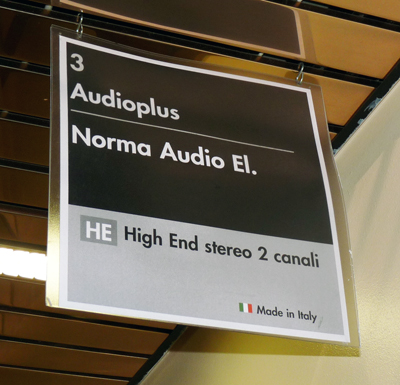 3
Audioplus
Norma Audio El.
HE High End stereo 2 canali
Made in Italy